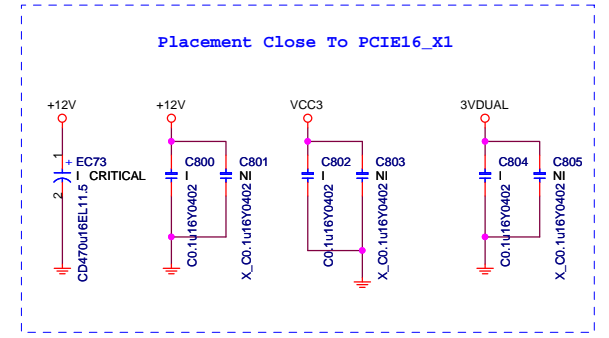 Placement Close To PCIE16_X1
+12V
1
+ EC73
I CRITICAL
2
CD470u16EL11.5
+12V
C800
I
C0.1u16Y0402
C801
NI
X_C0.1u16Y0402
VCC3
C802
I
C0.1u16Y0402
C803
NI
X_C0.1u16Y0402
3VDUAL
C804
I
C0.1u16Y0402
C805
NI
X_C0.1u16Y0402